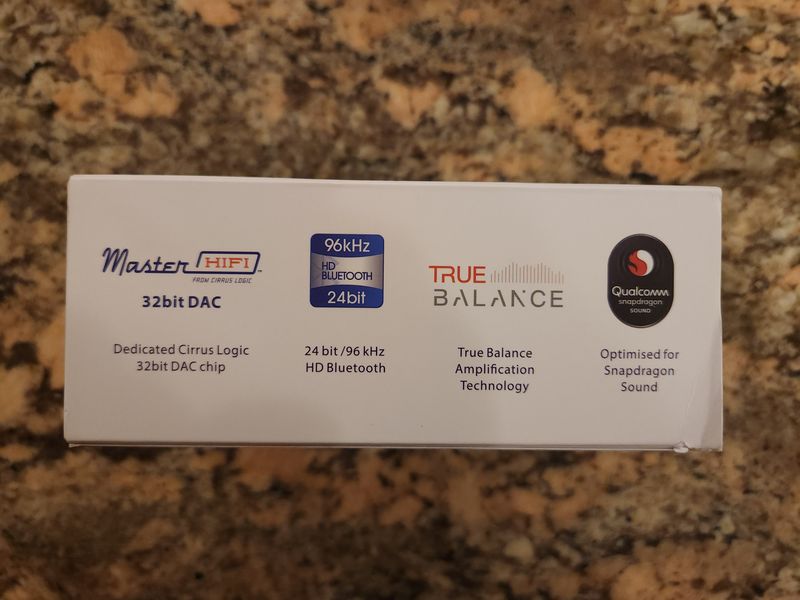 Master HIFI™
FROM CIRRUS LOGIC
32bit DAC
Dedicated Cirrus Logic
32bit DAC chip
96kHz
HD
BLUETOOTH
24bit
24 bit /96 kHz
HD Bluetooth
TRUE
BALANCE
True Balance
Amplification
Technology
Qualcomm
snapdragon
SOUND
Optimised for
Snapdragon
Sound